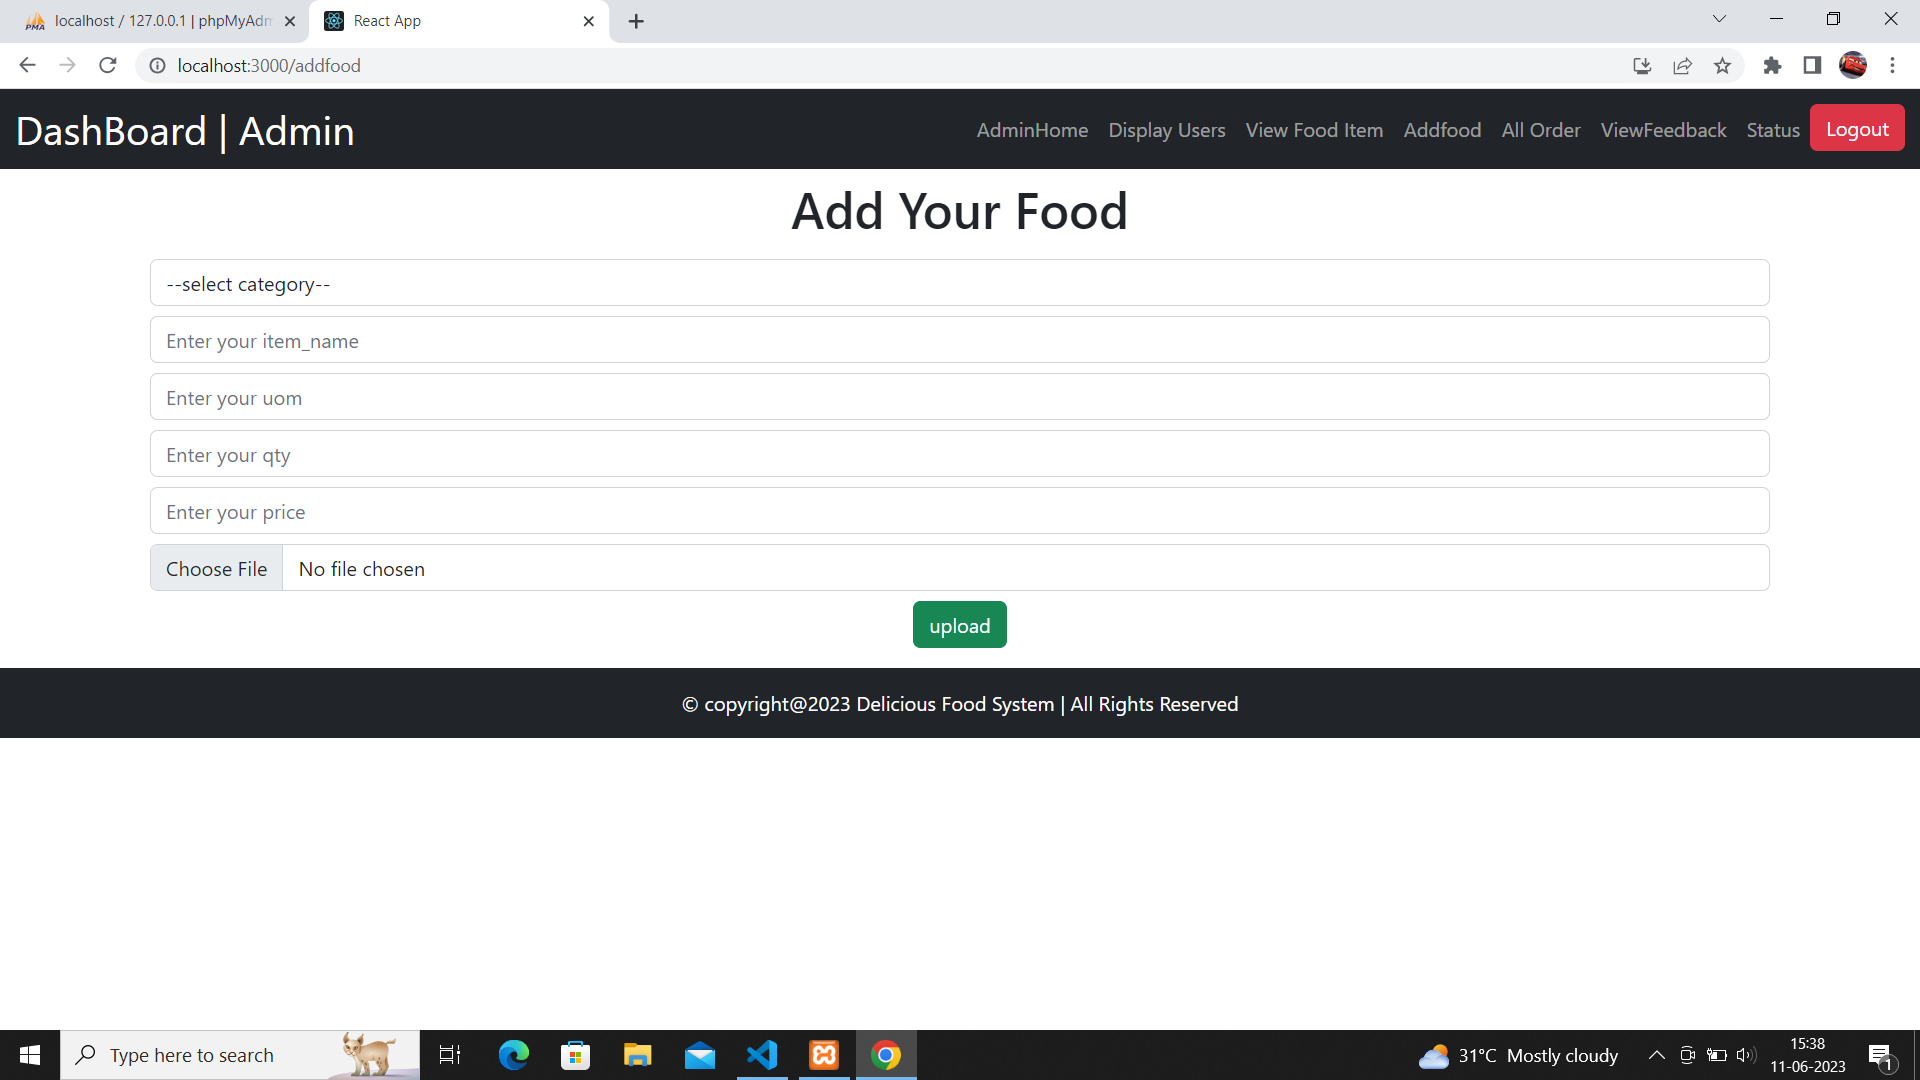 localhost / 127.0.0.1 | phpMyAdm
React App
localhost:3000/addfood
DashBoard | Admin
AdminHome Display Users View Food Item Addfood All Order ViewFeedback Status Logout
Add Your Food
--select category--
Enter your item_name
Enter your uom
Enter your qty
Enter your price
Choose File No file chosen
upload
© copyright@2023 Delicious Food System | All Rights Reserved
Type here to search
31°C Mostly cloudy
15:38
11-06-2023
1